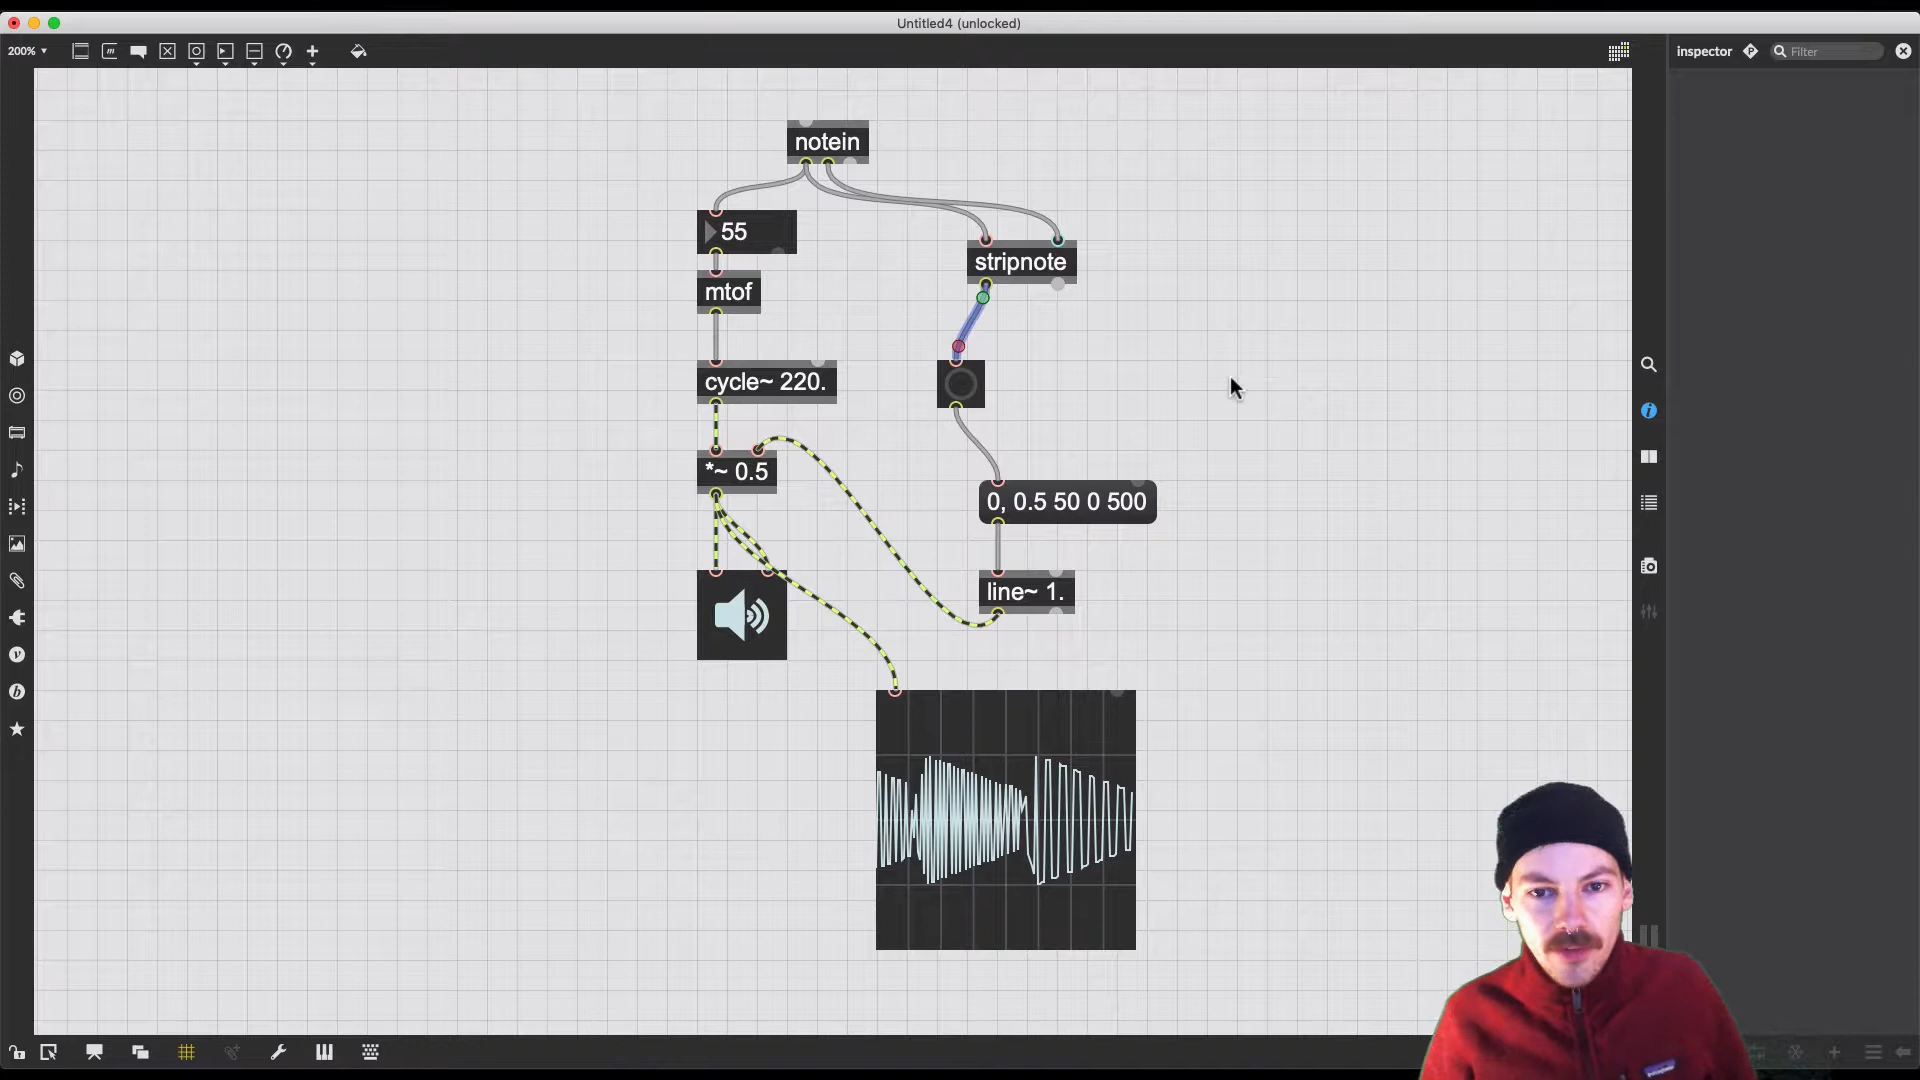 Untitled4 (unlocked)
200%
inspector
Filter
notein
55
stripnote
mtof
cycle~ 220.
*~ 0.5
0, 0.5 50 0 500
line~ 1.